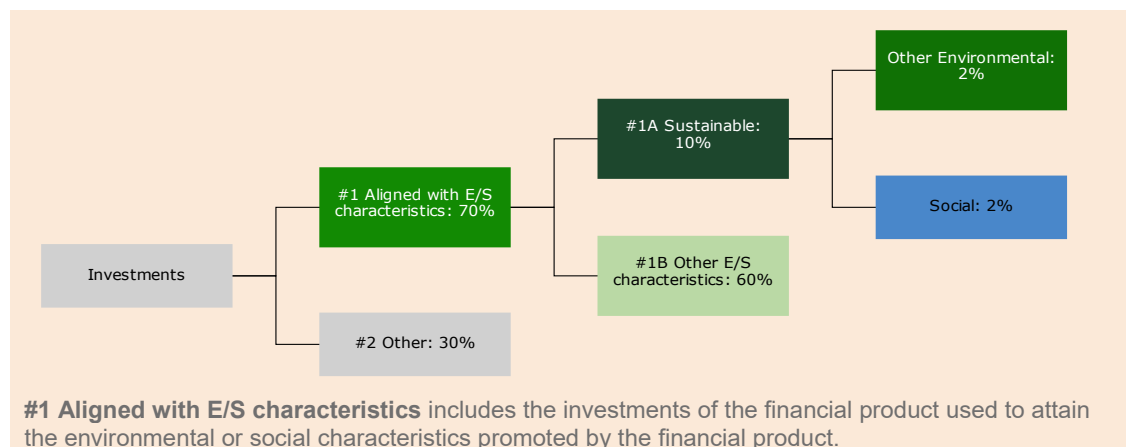 Other Environmental:
2%
#1A Sustainable:
10%
#1 Aligned with E/S
characteristics: 70%
Social: 2%
Investments
#1B Other E/S
characteristics: 60%
#2 Other: 30%
#1 Aligned with E/S characteristics includes the investments of the financial product used to attain
the environmental or social characteristics promoted by the financial product.